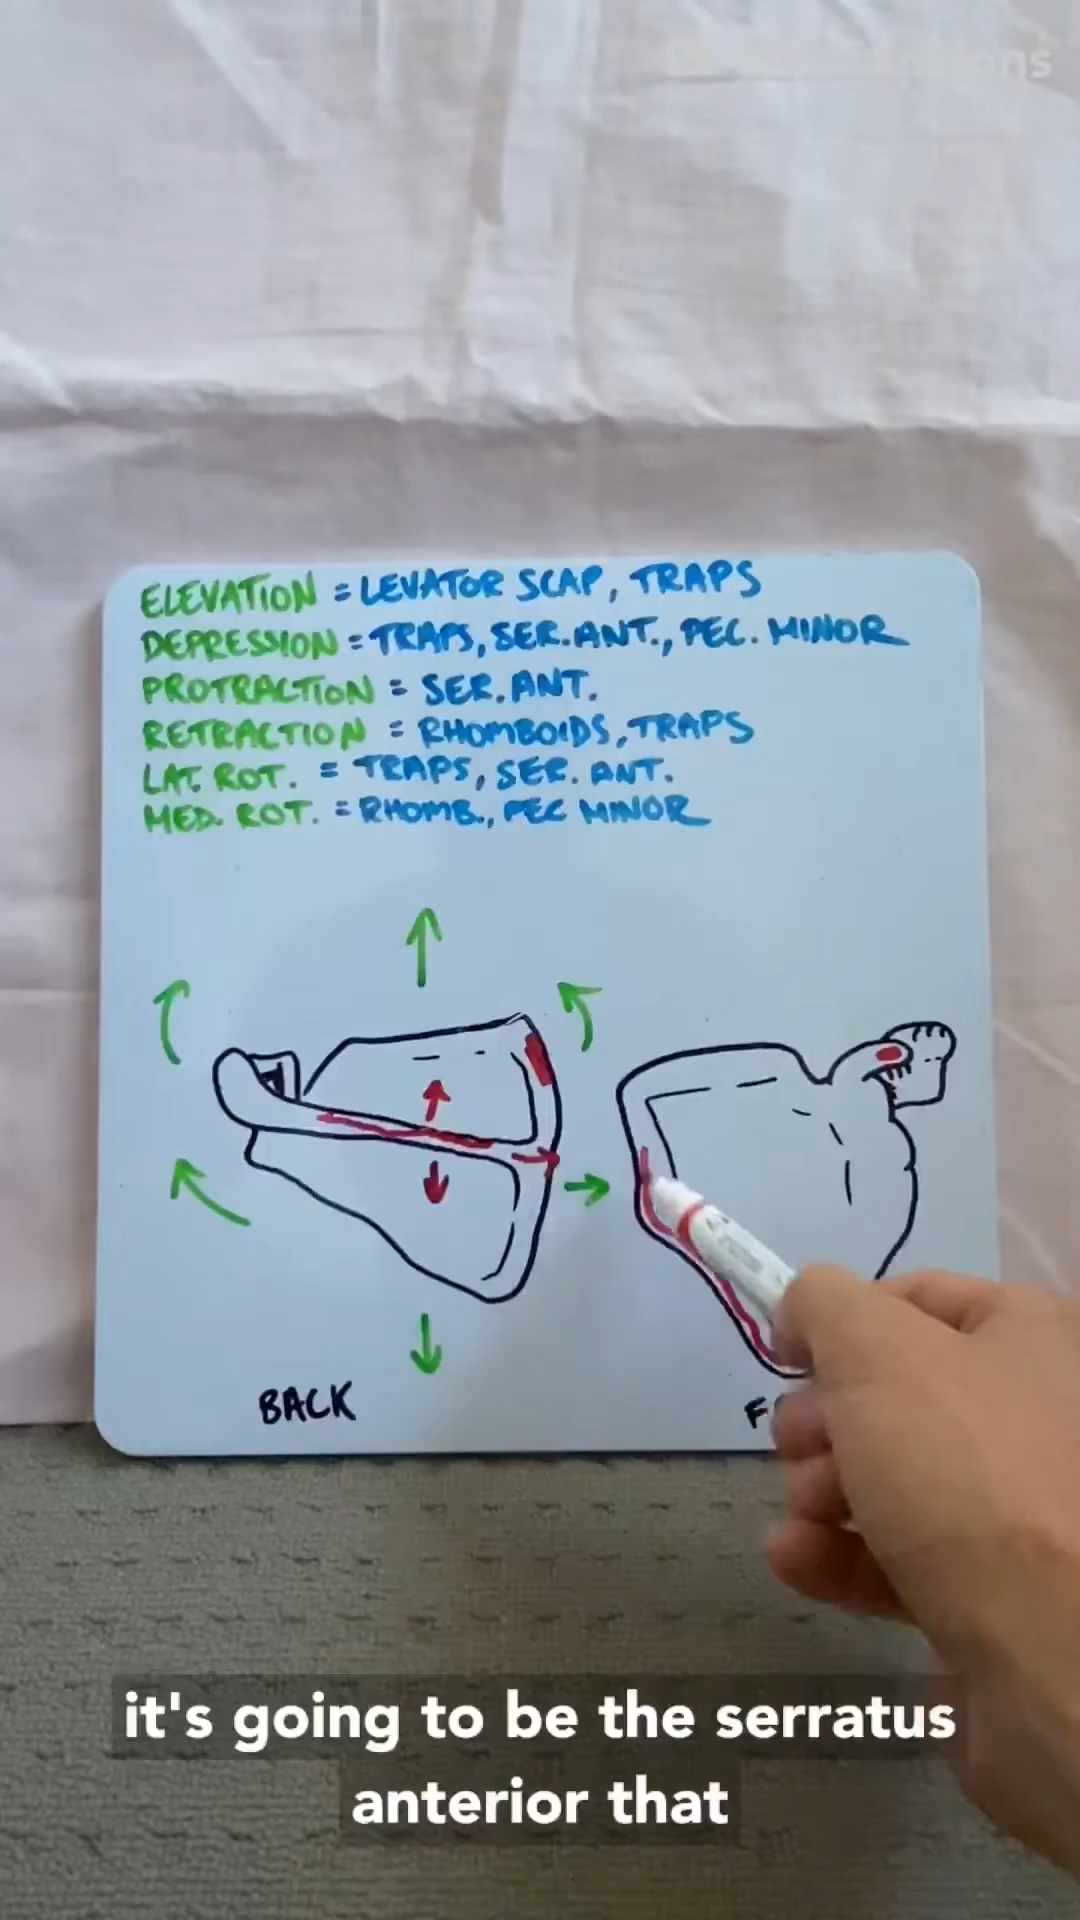 ELEVATION = LEVATOR SCAP, TRAPS
DEPRESSION = TRAPS, SER. ANT., PEC. MINOR
PROTRACTION = SER. ANT.
RETRACTION = RHOMBOIDS, TRAPS
LAT. ROT. = TRAPS, SER. ANT.
MED. ROT. = RHOMB., PEC MINOR
BACK
it's going to be the serratus
anterior that